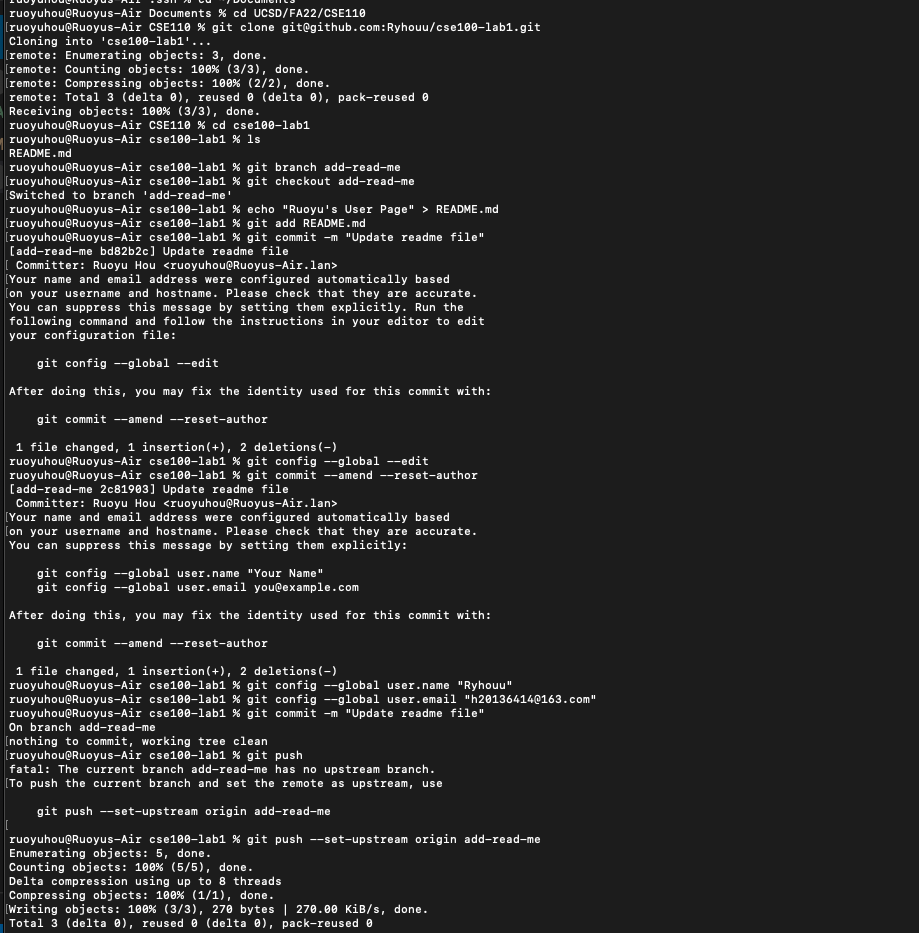 ruoyuhou@Ruoyus-Air .ssh % cd ~/Documents
ruoyuhou@Ruoyus-Air Documents % cd UCSD/FA22/CSE110
[ruoyuhou@Ruoyus-Air CSE110 % git clone git@github.com:Ryhouu/cse100-lab1.git
Cloning into 'cse100-lab1'...
[remote: Enumerating objects: 3, done.
[remote: Counting objects: 100% (3/3), done.
[remote: Compressing objects: 100% (2/2), done.
remote: Total 3 (delta 0), reused 0 (delta 0), pack-reused 0
Receiving objects: 100% (3/3), done.
ruoyuhou@Ruoyus-Air CSE110 % cd cse100-lab1
ruoyuhou@Ruoyus-Air cse100-lab1 % ls
README.md
ruoyuhou@Ruoyus-Air cse100-lab1 % git branch add-read-me
[ruoyuhou@Ruoyus-Air cse100-lab1 % git checkout add-read-me
[Switched to branch 'add-read-me'
ruoyuhou@Ruoyus-Air cse100-lab1 % echo "Ruoyu's User Page" > README.md
[ruoyuhou@Ruoyus-Air cse100-lab1 % git add README.md
[ruoyuhou@Ruoyus-Air cse100-lab1 % git commit -m "Update readme file"
[add-read-me bd82b2c] Update readme file
[ Committer: Ruoyu Hou <ruoyuhou@Ruoyus-Air.lan>
[Your name and email address were configured automatically based
[on your username and hostname. Please check that they are accurate.
You can suppress this message by setting them explicitly. Run the
following command and follow the instructions in your editor to edit
your configuration file:
git config --global --edit
After doing this, you may fix the identity used for this commit with:
git commit --amend --reset-author
1 file changed, 1 insertion(+), 2 deletions(-)
ruoyuhou@Ruoyus-Air cse100-lab1 % git config --global --edit
ruoyuhou@Ruoyus-Air cse100-lab1 % git commit --amend --reset-author
[add-read-me 2c81903] Update readme file
Committer: Ruoyu Hou <ruoyuhou@Ruoyus-Air.lan>
[Your name and email address were configured automatically based
[on your username and hostname. Please check that they are accurate.
You can suppress this message by setting them explicitly:
git config --global user.name "Your Name"
git config --global user.email you@example.com
After doing this, you may fix the identity used for this commit with:
git commit --amend --reset-author
1 file changed, 1 insertion(+), 2 deletions(-)
ruoyuhou@Ruoyus-Air cse100-lab1 % git config --global user.name "Ryhouu"
ruoyuhou@Ruoyus-Air cse100-lab1 % git config --global user.email "h20136414@163.com"
ruoyuhou@Ruoyus-Air cse100-lab1 % git commit -m "Update readme file"
On branch add-read-me
[nothing to commit, working tree clean
[ruoyuhou@Ruoyus-Air cse100-lab1 % git push
fatal: The current branch add-read-me has no upstream branch.
[To push the current branch and set the remote as upstream, use
git push --set-upstream origin add-read-me
[
ruoyuhou@Ruoyus-Air cse100-lab1 % git push --set-upstream origin add-read-me
Enumerating objects: 5, done.
Counting objects: 100% (5/5), done.
Delta compression using up to 8 threads
Compressing objects: 100% (1/1), done.
[Writing objects: 100% (3/3), 270 bytes | 270.00 KiB/s, done.
Total 3 (delta 0), reused 0 (delta 0), pack-reused 0